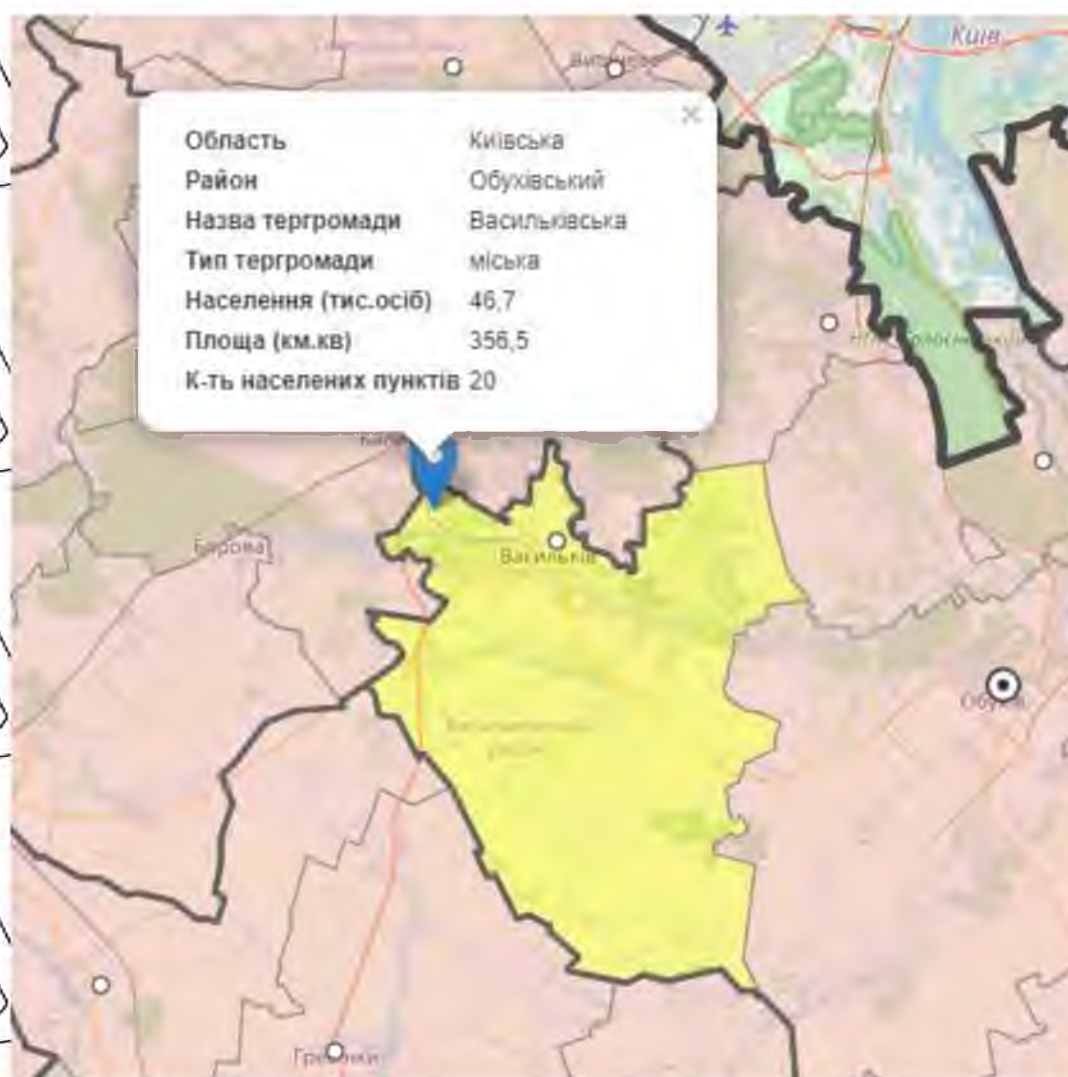 Київ
×
Область Київська
Район Обухівський
Назва тергромади Васильківська
Тип тергромади міська
Населення (тис.осіб) 46,7
Площа (км.кв) 356,5
К-ть населених пунктів 20
Борова
Васильків
Обухів
Гребінки